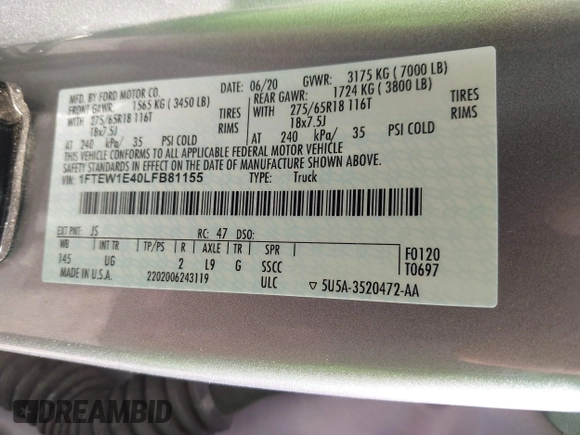 MFD. BY FORD MOTOR CO.
06/20 GVWR: 3175 KG ( 7000 LB)
FRONT GAWR: 1565 KG ( 3450 LB)
REAR GAWR: 1724 KG ( 3800 LB)
WITH 275/65R18 116T TIRES
WITH 275/65R18 116T TIRES
18x7.5J RIMS
18x7.5J RIMS
AT 240 kPa/ 35 PSI COLD
AT 240 kPa/ 35 PSI COLD
THIS VEHICLE CONFORMS TO ALL APPLICABLE FEDERAL MOTOR VEHICLE
SAFETY STANDARDS IN EFFECT ON THE DATE OF MANUFACTURE SHOWN ABOVE.
VIN: 1FTEW1E40LFB81155 TYPE: Truck
EXT PNT: JS RC: 47 DSO:
WB INT TR TP/PS R AXLE TR SPR F0120
145 UG 2 L9 G SSCC T0697
MADE IN U.S.A. 2202006243119 ULC ▽ 5U5A-3520472-AA
DREAMBID